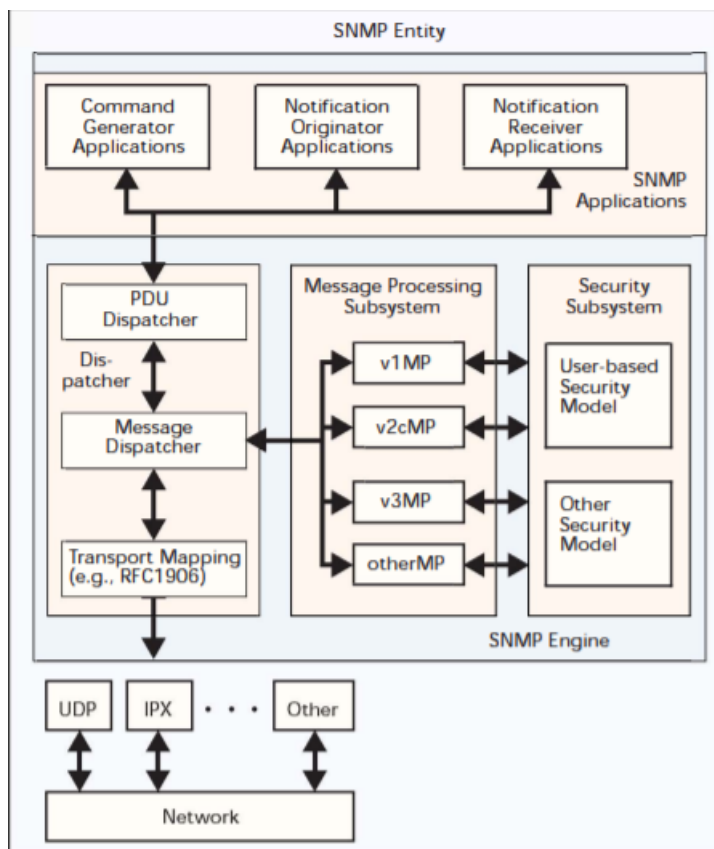 SNMP Entity
Command
Generator
Applications
Notification
Originator
Applications
Notification
Receiver
Applications
SNMP
Applications
PDU
Dispatcher
Dis-
patcher
Message
Dispatcher
Transport Mapping
(e.g., RFC1906)
Message Processing
Subsystem
v1MP
v2cMP
v3MP
otherMP
Security
Subsystem
User-based
Security
Model
Other
Security
Model
SNMP Engine
UDP
IPX
. . .
Other
Network